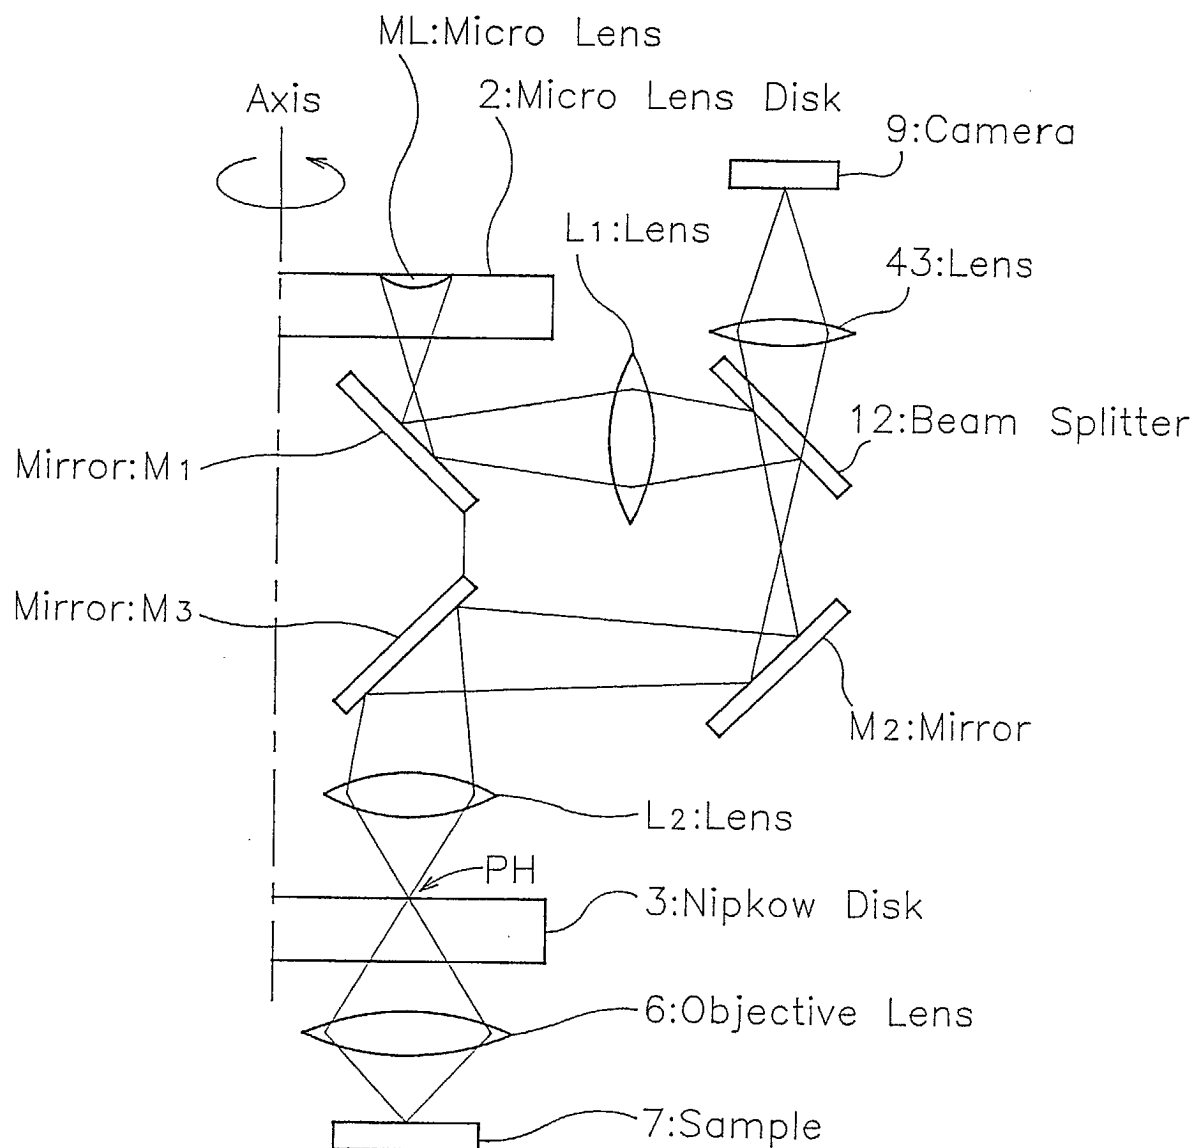 ML:Micro Lens
Axis
2:Micro Lens Disk
9:Camera
L1:Lens
43:Lens
12:Beam Splitter
Mirror:M1
Mirror:M3
M2:Mirror
L2:Lens
PH
3:Nipkow Disk
6:Objective Lens
7:Sample